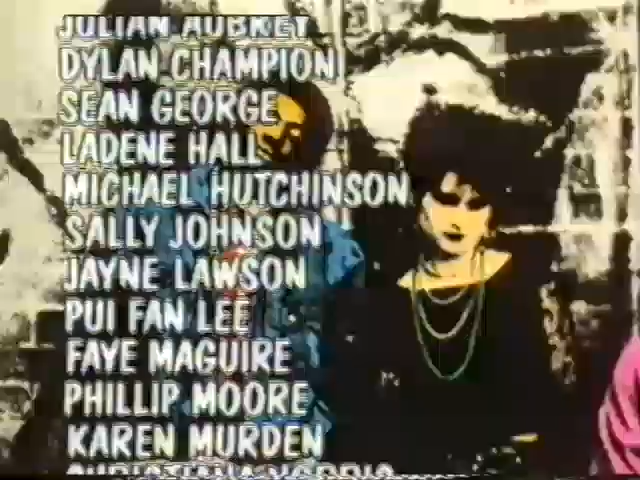 JULIAN AUBREY
DYLAN CHAMPION
SEAN GEORGE
LADENE HALL
MICHAEL HUTCHINSON
SALLY JOHNSON
JAYNE LAWSON
PUI FAN LEE
FAYE MAGUIRE
PHILLIP MOORE
KAREN MURDEN